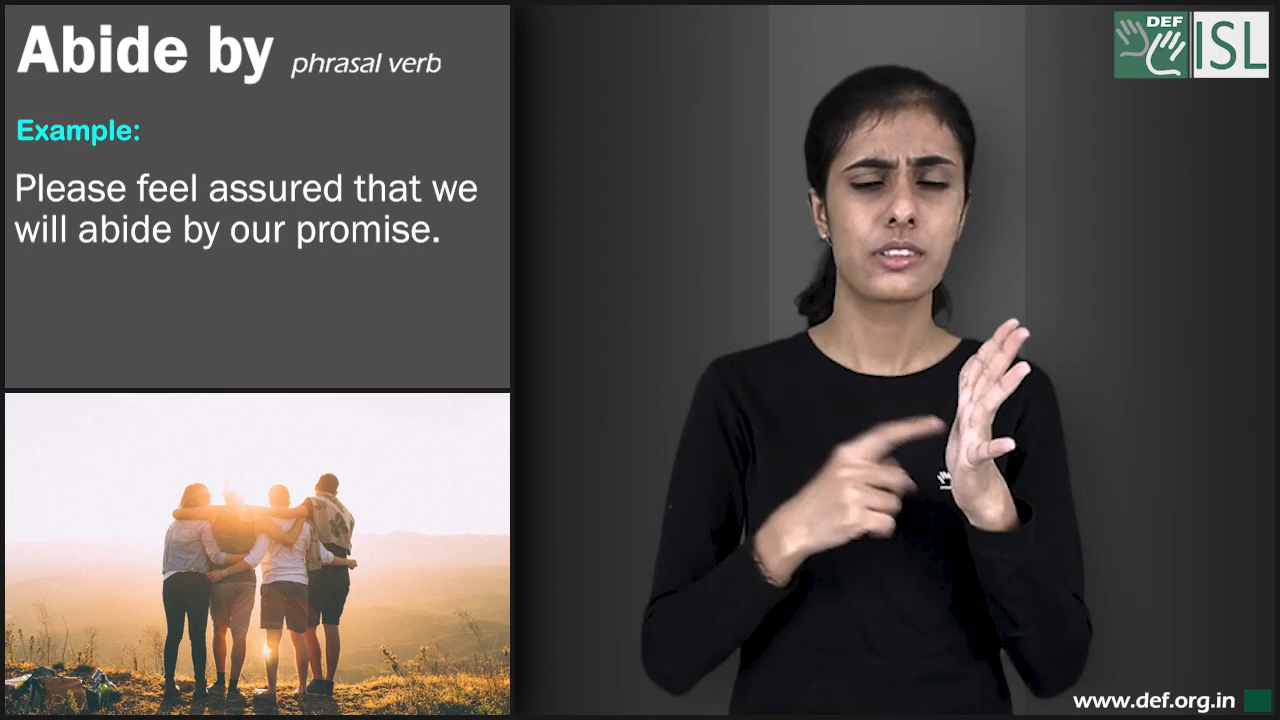 Abide by phrasal verb
Example:
Please feel assured that we
will abide by our promise.
DEF
ISL
www.def.org.in